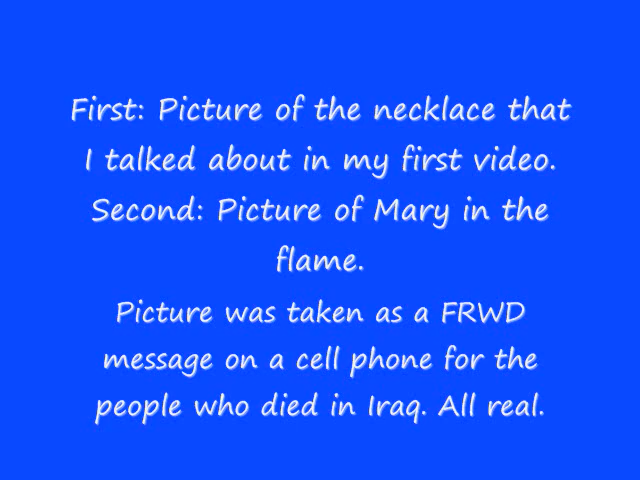 First: Picture of the necklace that
I talked about in my first video.
Second: Picture of Mary in the
flame.
Picture was taken as a FRWD
message on a cell phone for the
people who died in Iraq. All real.